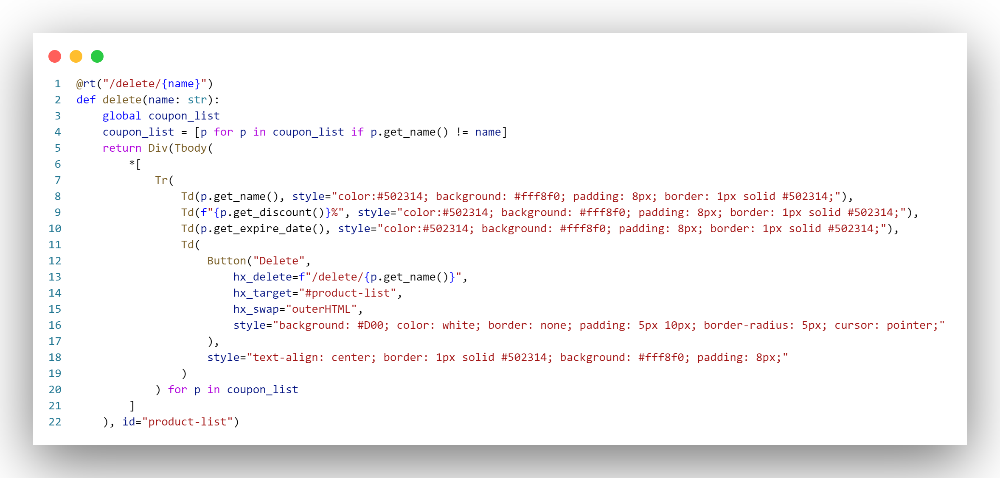 1 @rt("/delete/{name}")
2 def delete(name: str):
3     global coupon_list
4     coupon_list = [p for p in coupon_list if p.get_name() != name]
5     return Div(Tbody(
6         *[
7             Tr(
8                 Td(p.get_name(), style="color:#502314; background: #fff8f0; padding: 8px; border: 1px solid #502314;"),
9                 Td(f"{p.get_discount()}%", style="color:#502314; background: #fff8f0; padding: 8px; border: 1px solid #502314;"),
10                 Td(p.get_expire_date(), style="color:#502314; background: #fff8f0; padding: 8px; border: 1px solid #502314;"),
11                 Td(
12                     Button("Delete",
13                         hx_delete=f"/delete/{p.get_name()}",
14                         hx_target="#product-list",
15                         hx_swap="outerHTML",
16                         style="background: #D00; color: white; border: none; padding: 5px 10px; border-radius: 5px; cursor: pointer;"
17                     ),
18                     style="text-align: center; border: 1px solid #502314; background: #fff8f0; padding: 8px;"
19                 )
20             ) for p in coupon_list
21         ]
22     ), id="product-list")